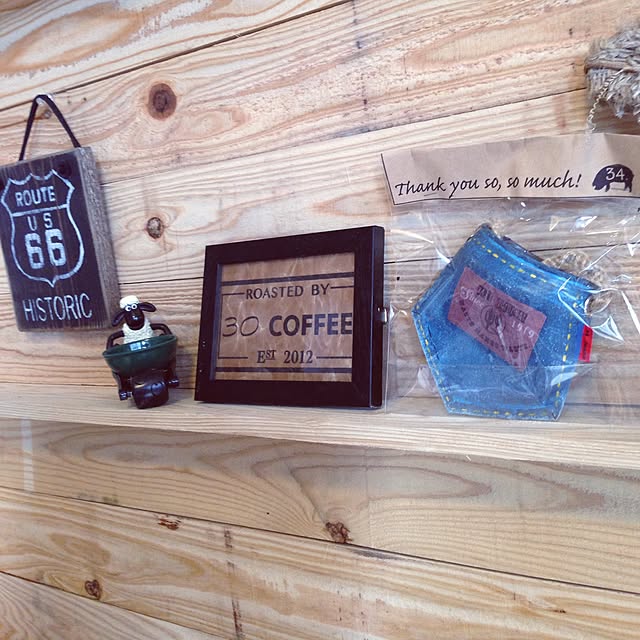 ROUTE
US
66
HISTORIC
ROASTED BY
30 COFFEE
EST 2012
Thank you so, so much!
34